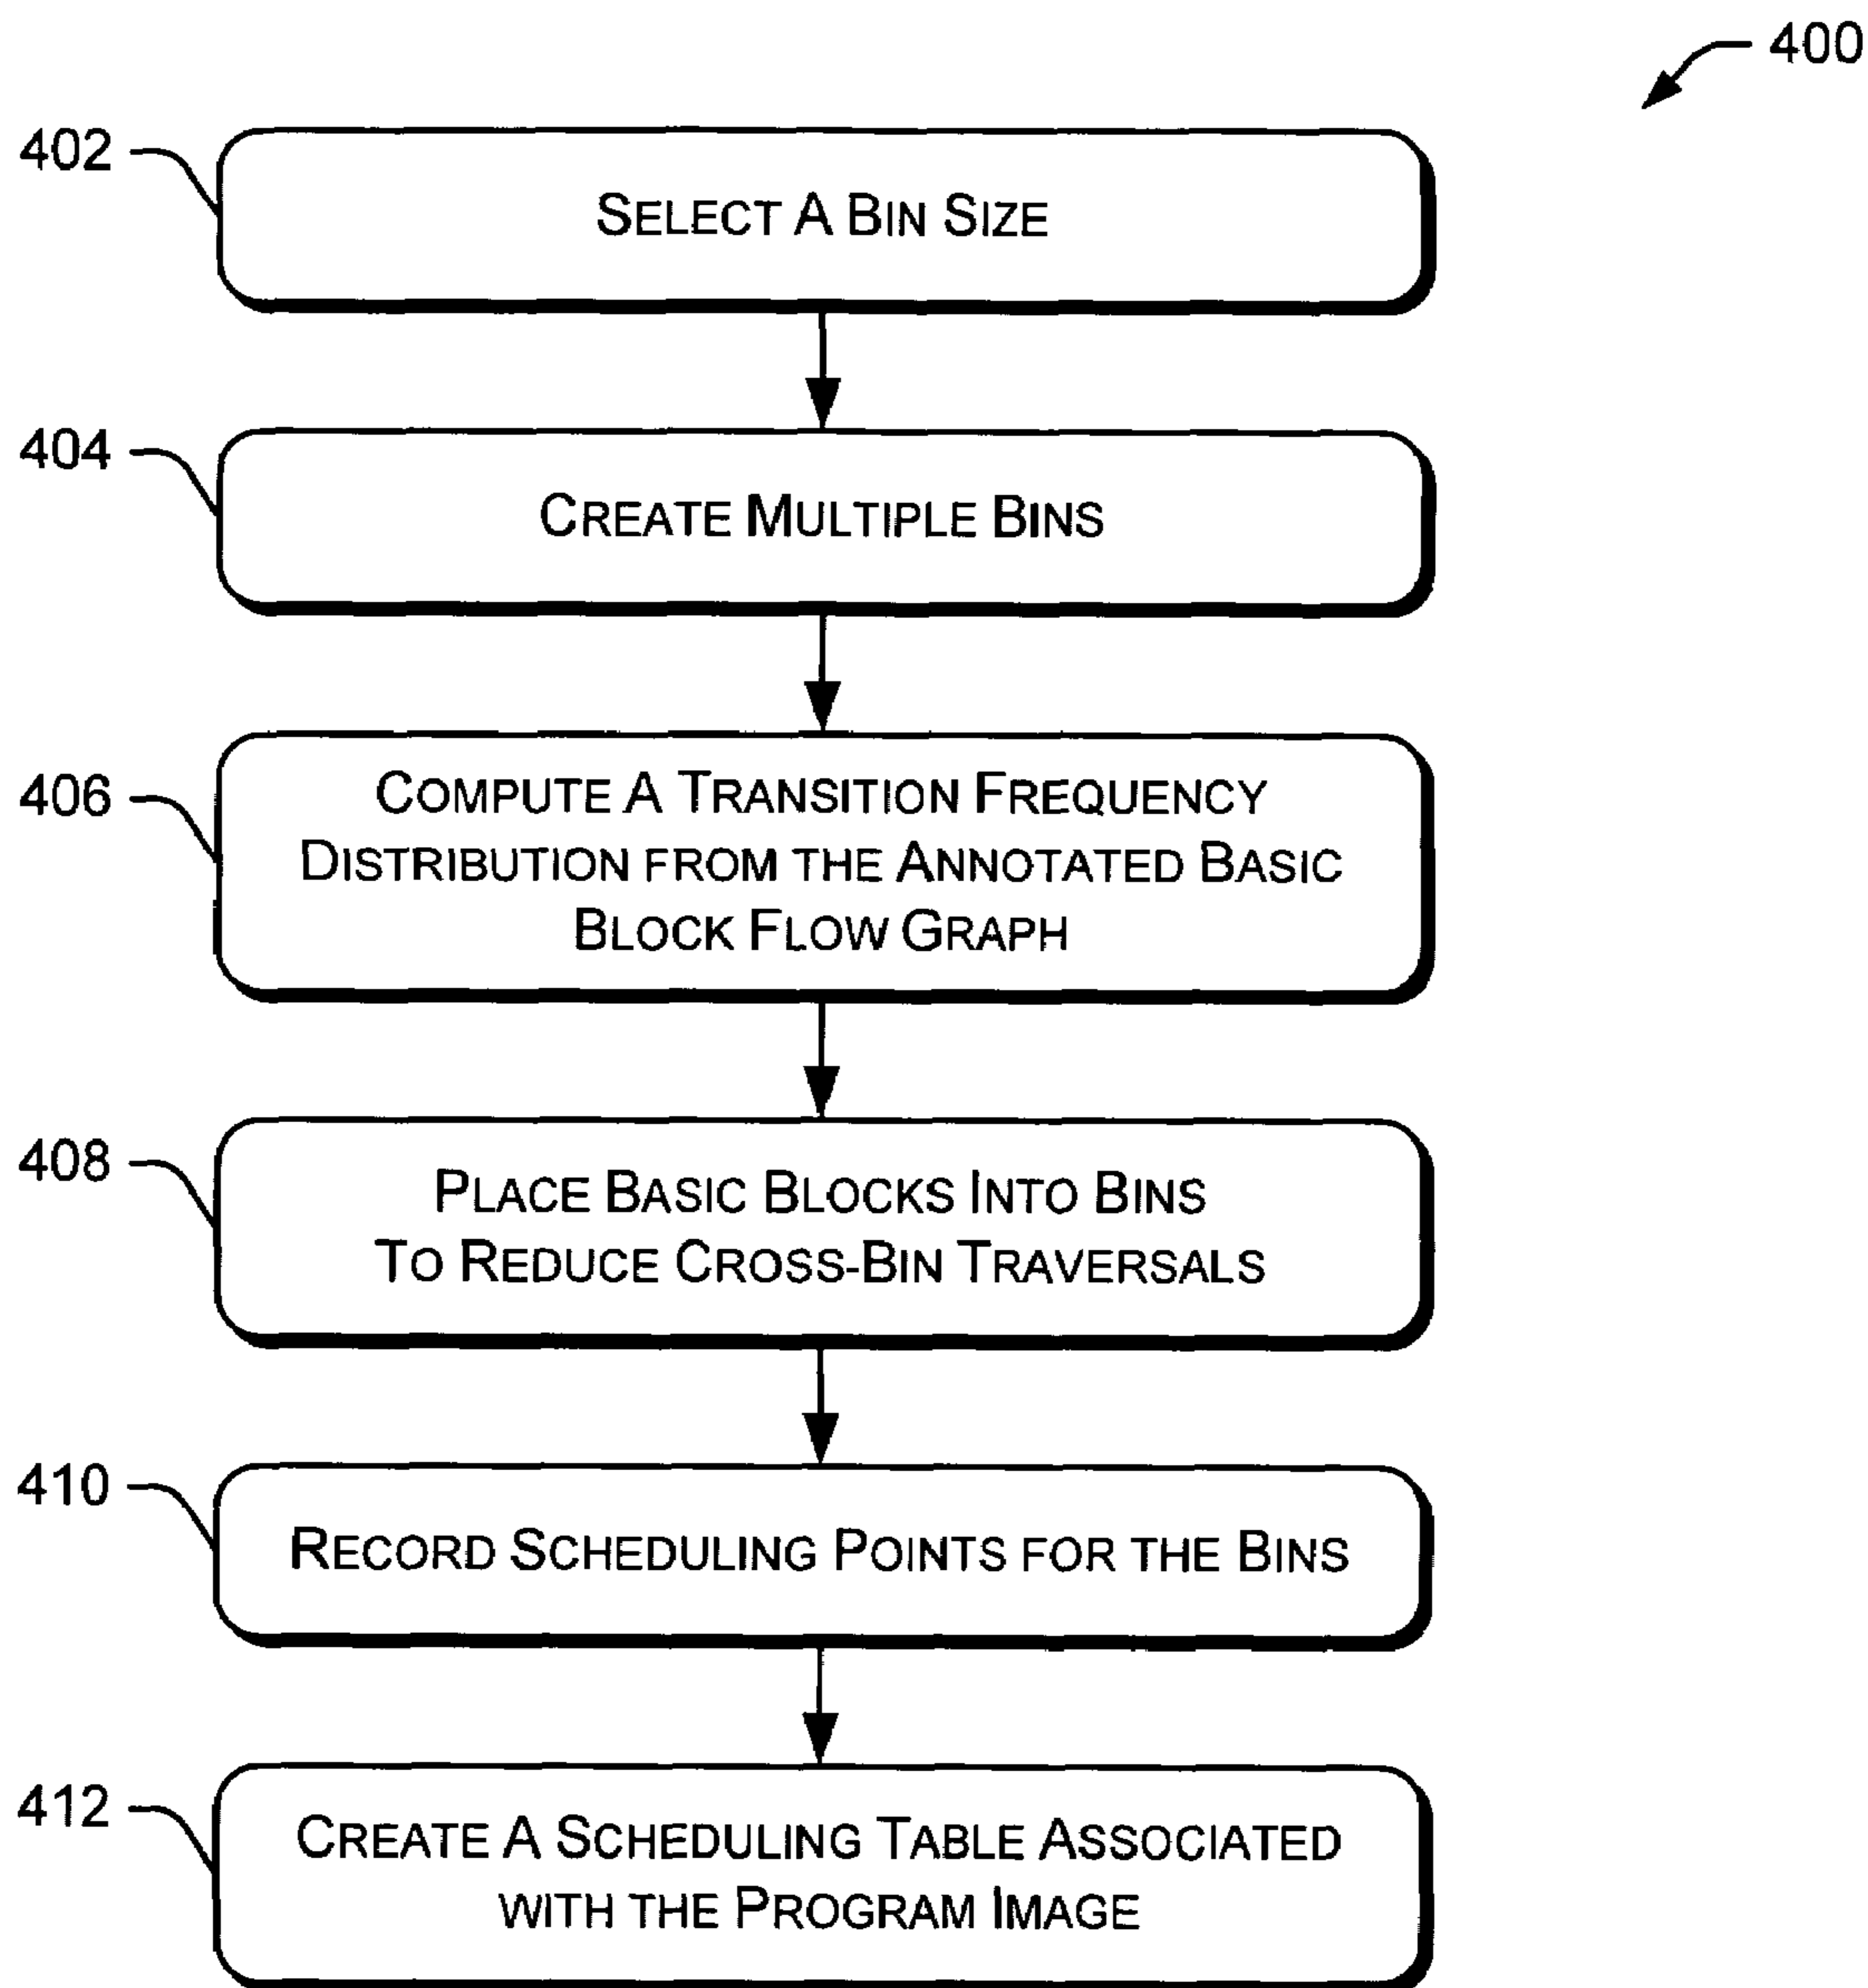 400
402
SELECT A BIN SIZE
404
CREATE MULTIPLE BINS
406
COMPUTE A TRANSITION FREQUENCY
DISTRIBUTION FROM THE ANNOTATED BASIC
BLOCK FLOW GRAPH
408
PLACE BASIC BLOCKS INTO BINS
TO REDUCE CROSS-BIN TRAVERSALS
410
RECORD SCHEDULING POINTS FOR THE BINS
412
CREATE A SCHEDULING TABLE ASSOCIATED
WITH THE PROGRAM IMAGE